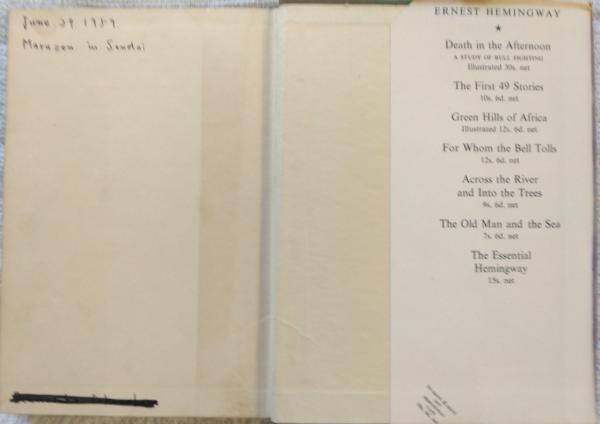 June. 29. 1959.
Maruzen in Sendai
ERNEST HEMINGWAY
★
Death in the Afternoon
A STUDY OF BULL FIGHTING
Illustrated 30s. net
The First 49 Stories
10s. 6d. net
Green Hills of Africa
Illustrated 12s. 6d. net
For Whom the Bell Tolls
12s. 6d. net
Across the River
and Into the Trees
9s. 6d. net
The Old Man and the Sea
7s. 6d. net
The Essential
Hemingway
15s. net